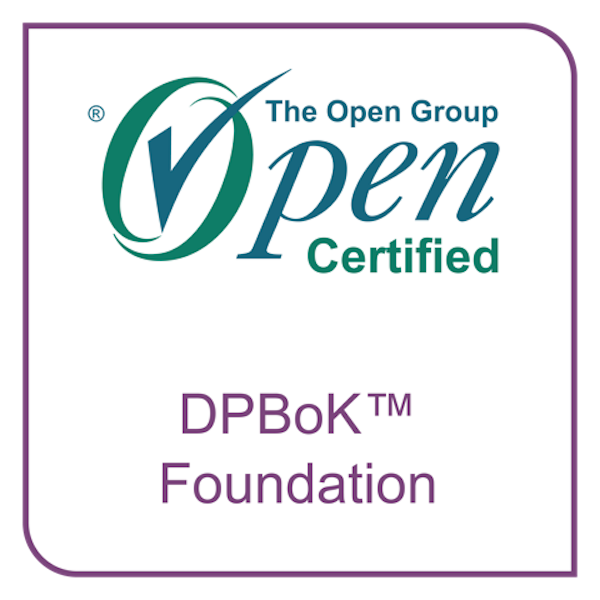 ® The Open Group
Open
Certified
DPBoK™
Foundation